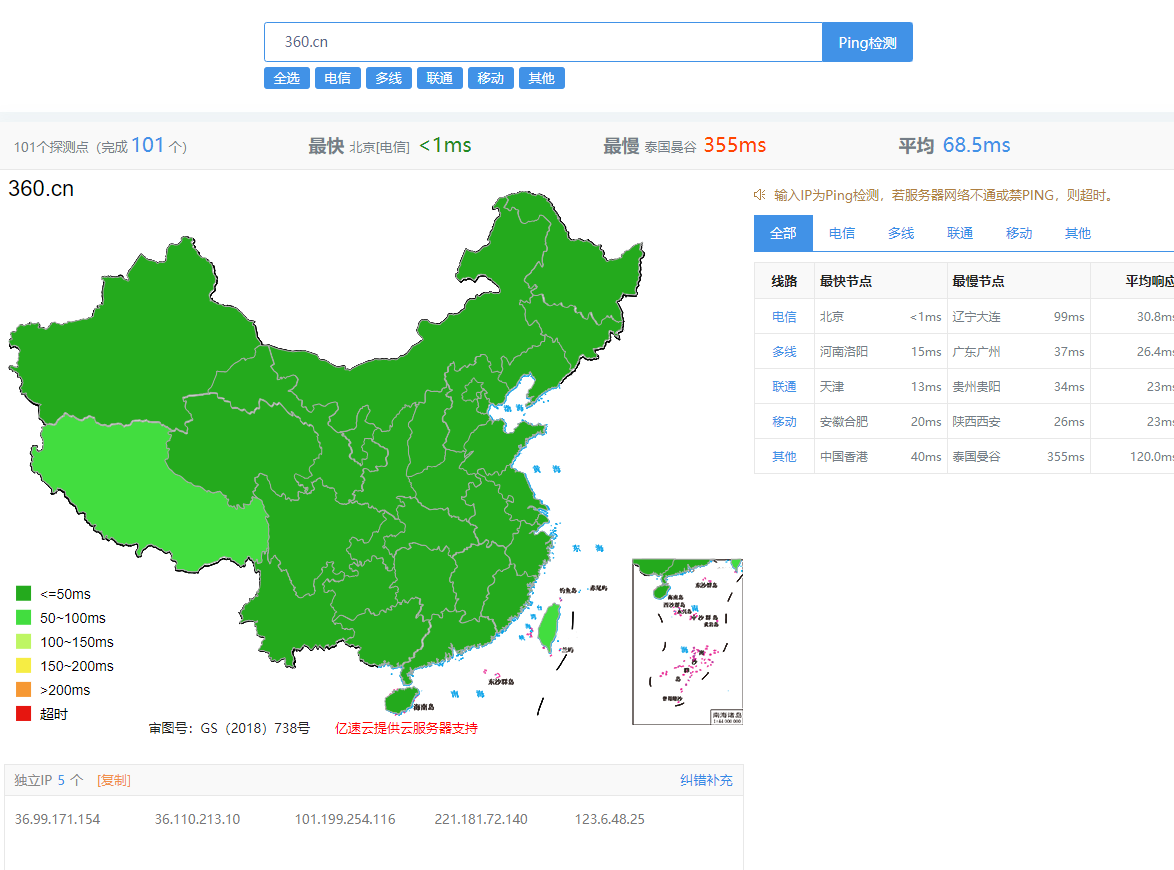 360.cn Ping检测
全选 电信 多线 联通 移动 其他
101个探测点 (完成 101 个) 最快 北京[电信] <1ms 最慢 泰国曼谷 355ms 平均 68.5ms
360.cn
输入IP为Ping检测，若服务器网络不通或禁PING，则超时。
全部 电信 多线 联通 移动 其他
线路 最快节点 最慢节点 平均响应
电信 北京 <1ms 辽宁大连 99ms 30.8ms
多线 河南洛阳 15ms 广东广州 37ms 26.4ms
联通 天津 13ms 贵州贵阳 34ms 23ms
移动 安徽合肥 20ms 陕西西安 26ms 23ms
其他 中国香港 40ms 泰国曼谷 355ms 120.0ms
渤海
黄海
东海
钓鱼岛 赤尾屿
兰屿
东沙群岛
南海
海南岛
东沙群岛
海南岛
西沙群岛
中沙群岛
黄岩岛
南海
南沙群岛
曾母暗沙
南海诸岛
<=50ms
50~100ms
100~150ms
150~200ms
>200ms
超时
审图号：GS（2018）738号 亿速云提供云服务器支持
独立IP 5 个 [复制] 纠错补充
36.99.171.154 36.110.213.10 101.199.254.116 221.181.72.140 123.6.48.25